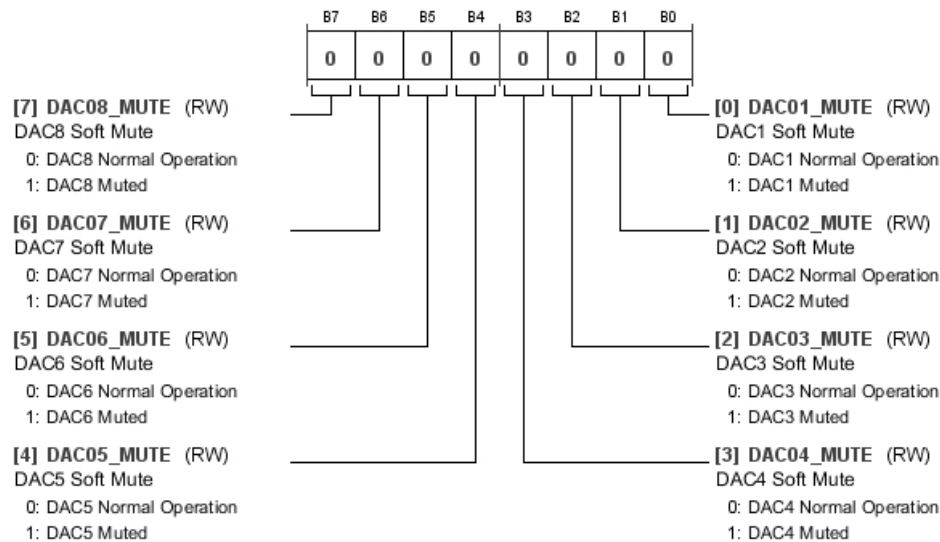 B7 B6 B5 B4 B3 B2 B1 B0
0 0 0 0 0 0 0 0
[7] DAC08_MUTE (RW)
DAC8 Soft Mute
0: DAC8 Normal Operation
1: DAC8 Muted
[6] DAC07_MUTE (RW)
DAC7 Soft Mute
0: DAC7 Normal Operation
1: DAC7 Muted
[5] DAC06_MUTE (RW)
DAC6 Soft Mute
0: DAC6 Normal Operation
1: DAC6 Muted
[4] DAC05_MUTE (RW)
DAC5 Soft Mute
0: DAC5 Normal Operation
1: DAC5 Muted
[0] DAC01_MUTE (RW)
DAC1 Soft Mute
0: DAC1 Normal Operation
1: DAC1 Muted
[1] DAC02_MUTE (RW)
DAC2 Soft Mute
0: DAC2 Normal Operation
1: DAC2 Muted
[2] DAC03_MUTE (RW)
DAC3 Soft Mute
0: DAC3 Normal Operation
1: DAC3 Muted
[3] DAC04_MUTE (RW)
DAC4 Soft Mute
0: DAC4 Normal Operation
1: DAC4 Muted